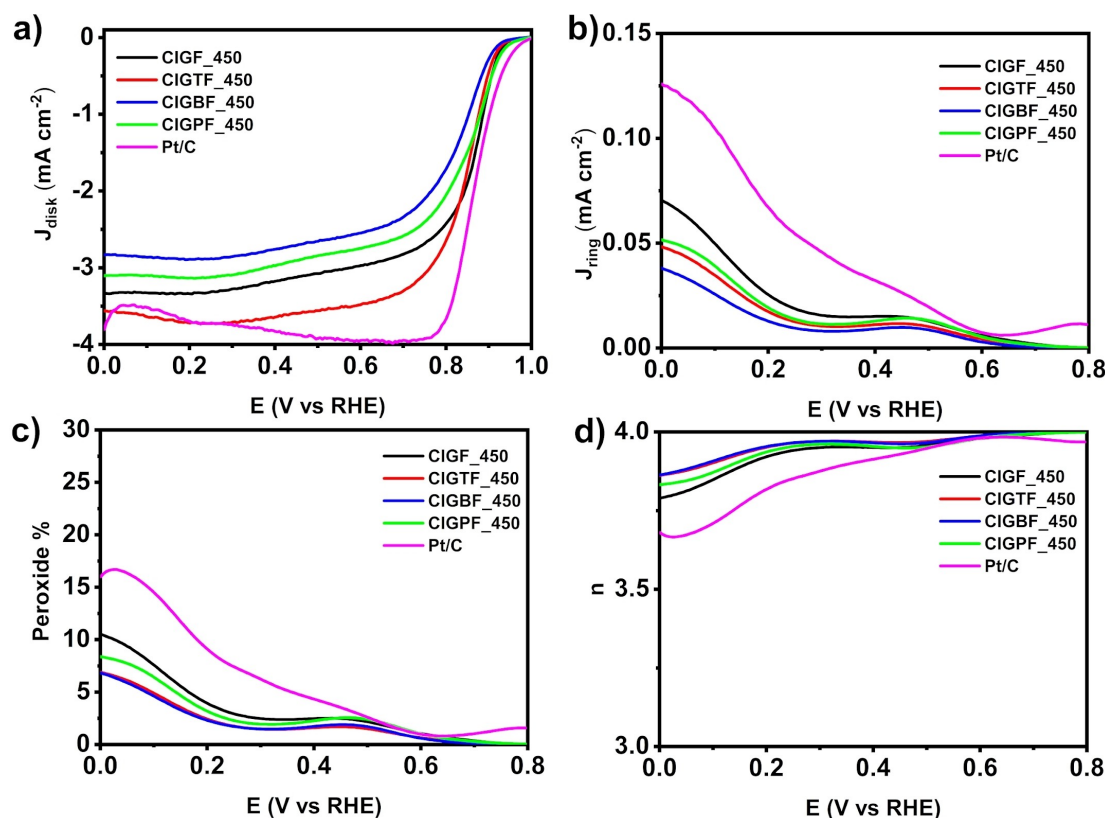 a)
0
-1
-2
-3
-4
J_disk (mA cm⁻²)
CIGF_450
CIGTF_450
CIGBF_450
CIGPF_450
Pt/C
0.0 0.2 0.4 0.6 0.8 1.0
E (V vs RHE)
b)
0.15
0.10
0.05
0.00
J_ring (mA cm⁻²)
CIGF_450
CIGTF_450
CIGBF_450
CIGPF_450
Pt/C
0.0 0.2 0.4 0.6 0.8
E (V vs RHE)
c)
30
25
20
15
10
5
0
Peroxide %
CIGF_450
CIGTF_450
CIGBF_450
CIGPF_450
Pt/C
0.0 0.2 0.4 0.6 0.8
E (V vs RHE)
d)
4.0
3.5
3.0
n
CIGF_450
CIGTF_450
CIGBF_450
CIGPF_450
Pt/C
0.0 0.2 0.4 0.6 0.8
E (V vs RHE)